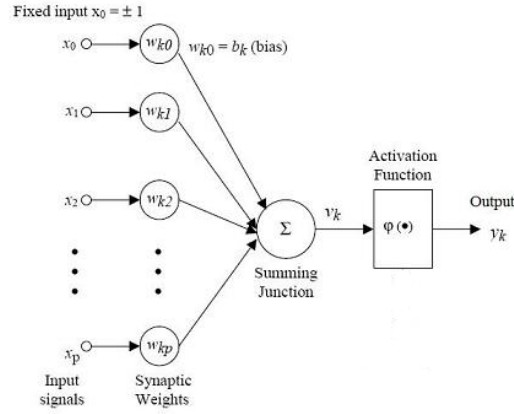 Fixed input x0 = ± 1
x0
wk0
wk0 = bk (bias)
x1
wk1
x2
wk2
xp
wkp
Input
signals
Synaptic
Weights
Σ
Summing
Junction
vk
Activation
Function
φ (•)
Output
yk